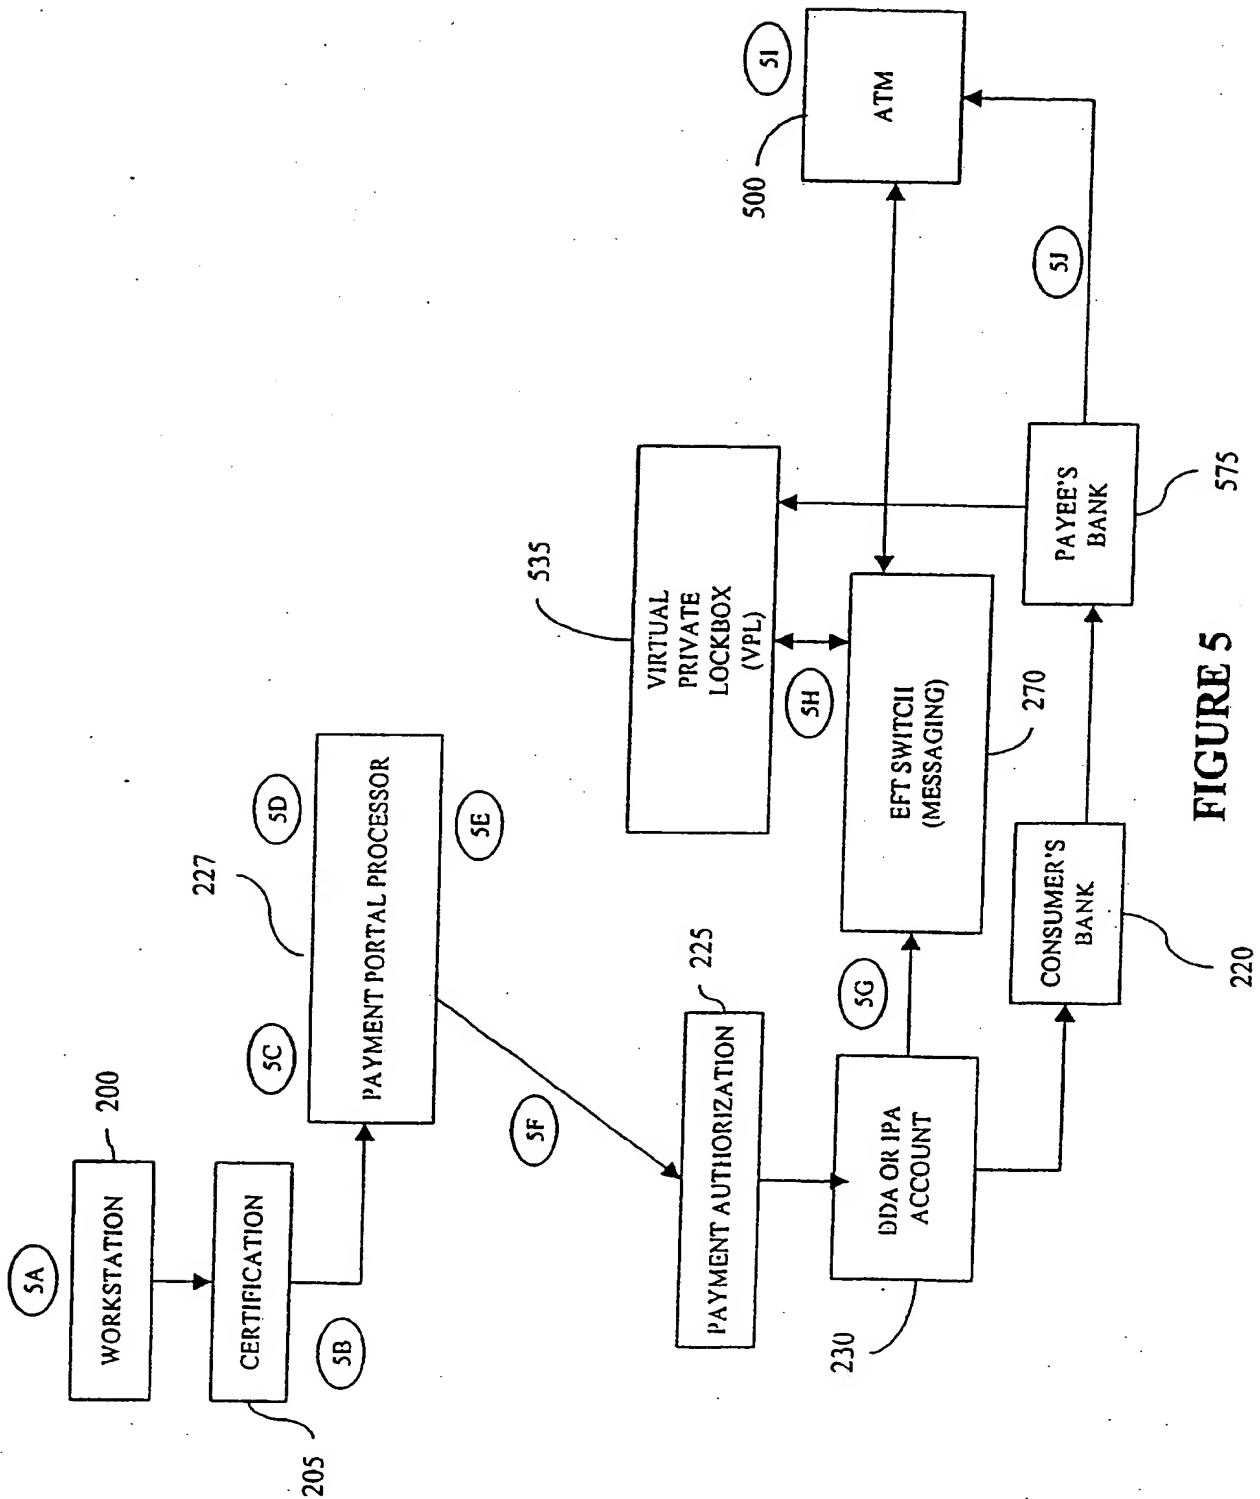 5A
WORKSTATION
200
CERTIFICATION
205
5B
5C
227
5D
PAYMENT PORTAL PROCESSOR
5E
5F
PAYMENT AUTHORIZATION
225
DDA OR IPA
ACCOUNT
230
5G
VIRTUAL
PRIVATE
LOCKBOX
(VPL)
535
5H
EFT SWITCH
(MESSAGING)
270
CONSUMER'S
BANK
220
PAYEE'S
BANK
575
5I
ATM
500
5J
FIGURE 5